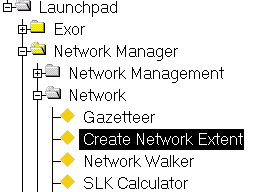 Launchpad
Exor
Network Manager
Network Management
Network
Gazetteer
Create Network Extent
Network Walker
SLK Calculator